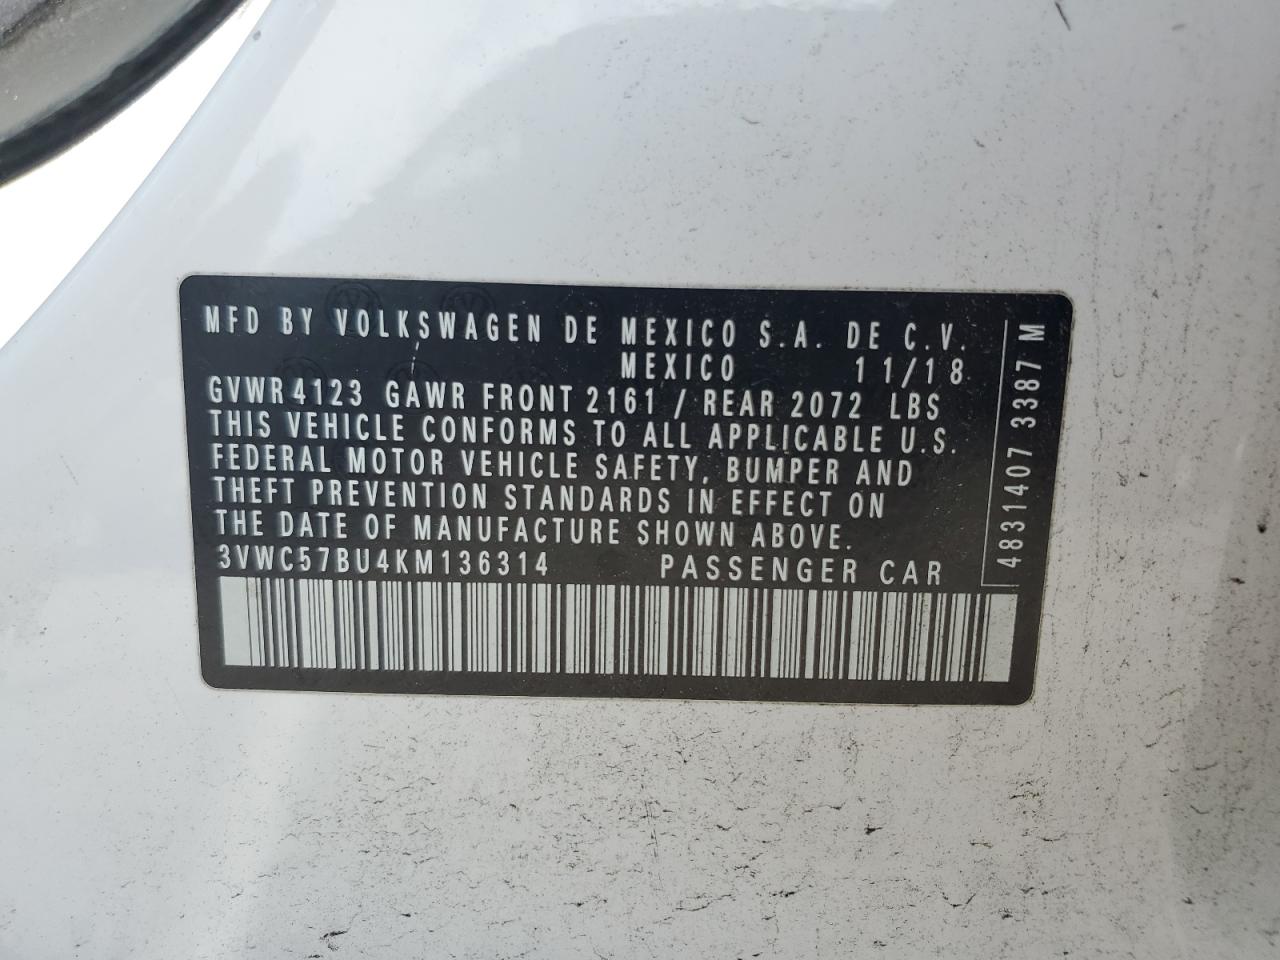 MFD BY VOLKSWAGEN DE MEXICO S.A. DE C.V.
MEXICO 11/18
GVWR 4123 GAWR FRONT 2161 / REAR 2072 LBS
THIS VEHICLE CONFORMS TO ALL APPLICABLE U.S.
FEDERAL MOTOR VEHICLE SAFETY, BUMPER AND
THEFT PREVENTION STANDARDS IN EFFECT ON
THE DATE OF MANUFACTURE SHOWN ABOVE.
3VWC57BU4KM136314 PASSENGER CAR
4831407 3387 M